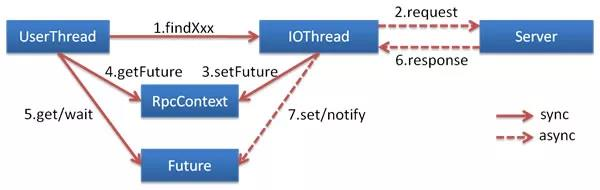 2.request
1.findXxx
UserThread
IOThread
Server
6.response
4.getFuture
3.setFuture
RpcContext
5.get/wait
7.set/notify
sync
async
Future